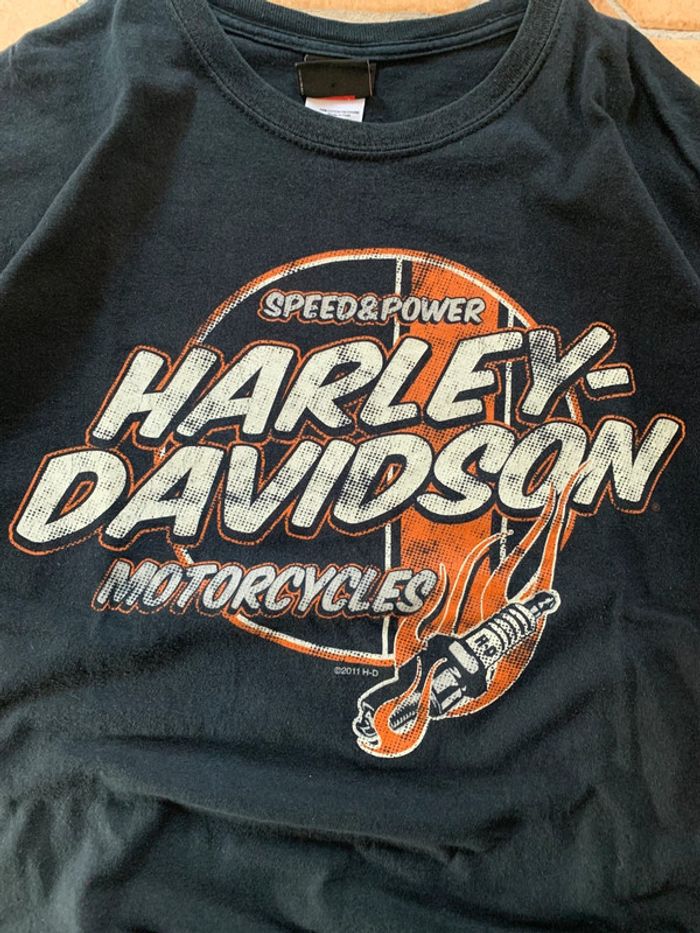 SPEED&POWER
HARLEY-
DAVIDSON
MOTORCYCLES
H-D
©2011 H-D